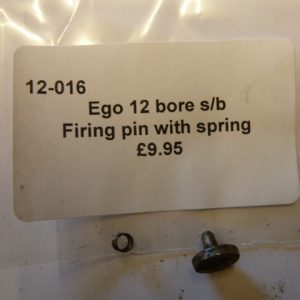 12-016
Ego 12 bore s/b
Firing pin with spring
£9.95